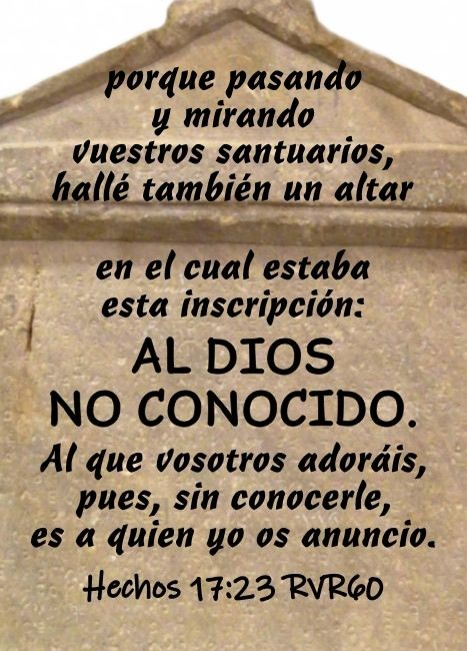 porque pasando
y mirando
vuestros santuarios,
hallé también un altar
en el cual estaba
esta inscripción:
AL DIOS
NO CONOCIDO.
Al que vosotros adoráis,
pues, sin conocerle,
es a quien yo os anuncio.
Hechos 17:23 RVR60